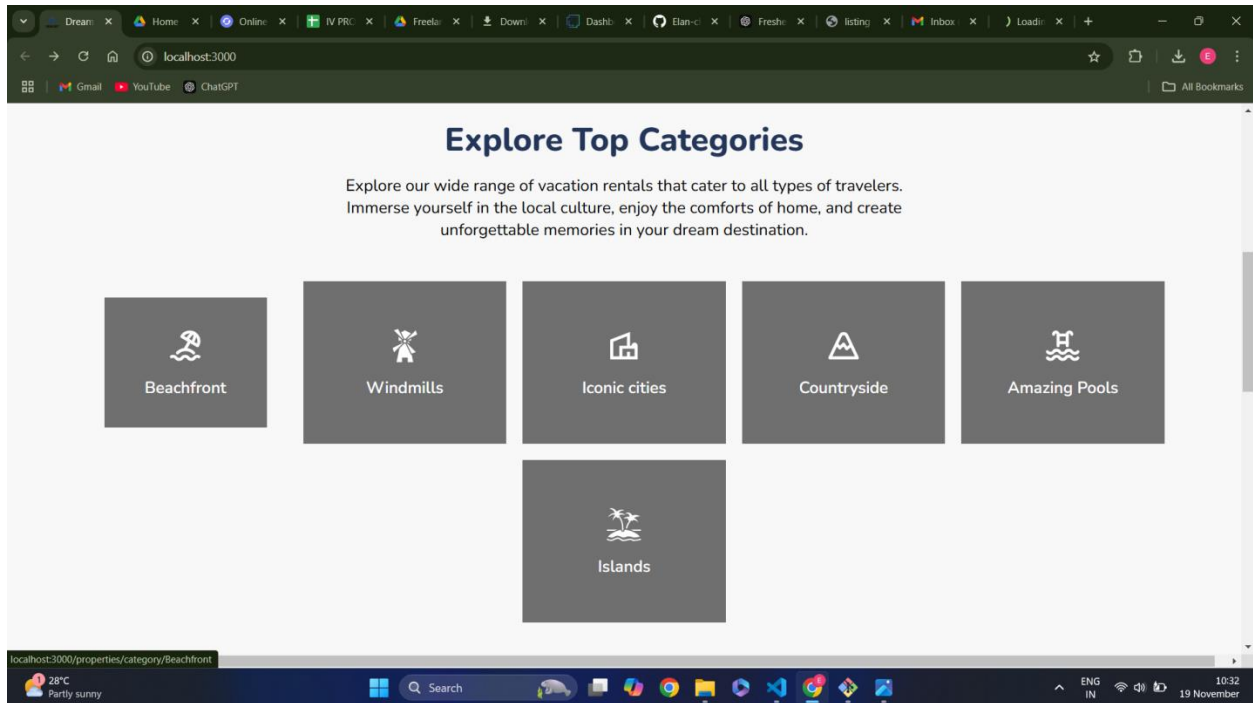 Dream Home Online IV PRO Freelar Downl Dashb Elan-cl Freshe listing Inbox Loadin
localhost:3000
Gmail YouTube ChatGPT All Bookmarks
Explore Top Categories
Explore our wide range of vacation rentals that cater to all types of travelers.
Immerse yourself in the local culture, enjoy the comforts of home, and create
unforgettable memories in your dream destination.
Beachfront Windmills Iconic cities Countryside Amazing Pools
Islands
localhost:3000/properties/category/Beachfront
28°C
Partly sunny
Search
ENG
IN
10:32
19 November